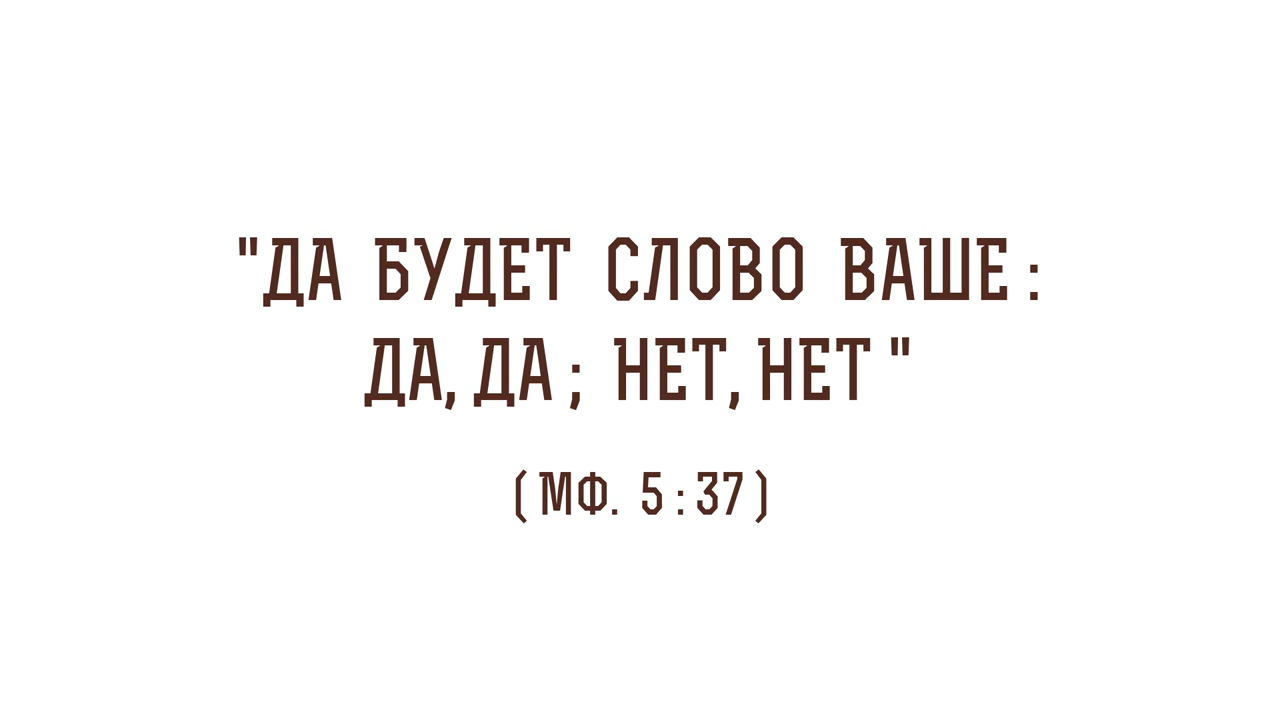 "ДА БУДЕТ СЛОВО ВАШЕ:
ДА, ДА; НЕТ, НЕТ"
(МФ. 5:37)